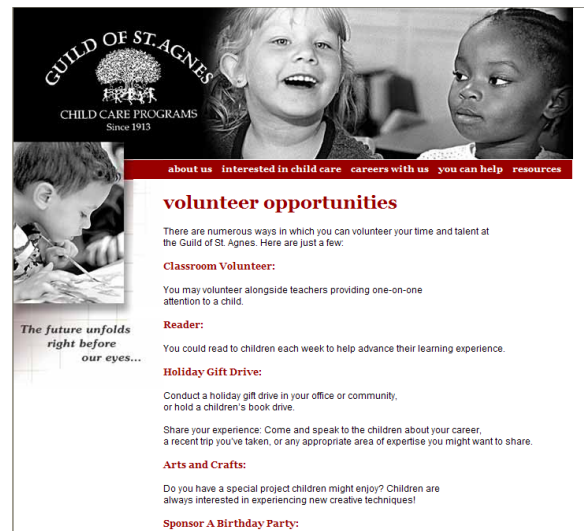 GUILD OF ST. AGNES
CHILD CARE PROGRAMS
Since 1913
about us interested in child care careers with us you can help resources
The future unfolds
right before
our eyes...
volunteer opportunities
There are numerous ways in which you can volunteer your time and talent at
the Guild of St. Agnes. Here are just a few:
Classroom Volunteer:
You may volunteer alongside teachers providing one-on-one
attention to a child.
Reader:
You could read to children each week to help advance their learning experience.
Holiday Gift Drive:
Conduct a holiday gift drive in your office or community,
or hold a children's book drive.
Share your experience: Come and speak to the children about your career,
a recent trip you've taken, or any appropriate area of expertise you might want to share.
Arts and Crafts:
Do you have a special project children might enjoy? Children are
always interested in experiencing new creative techniques!
Sponsor A Birthday Party: